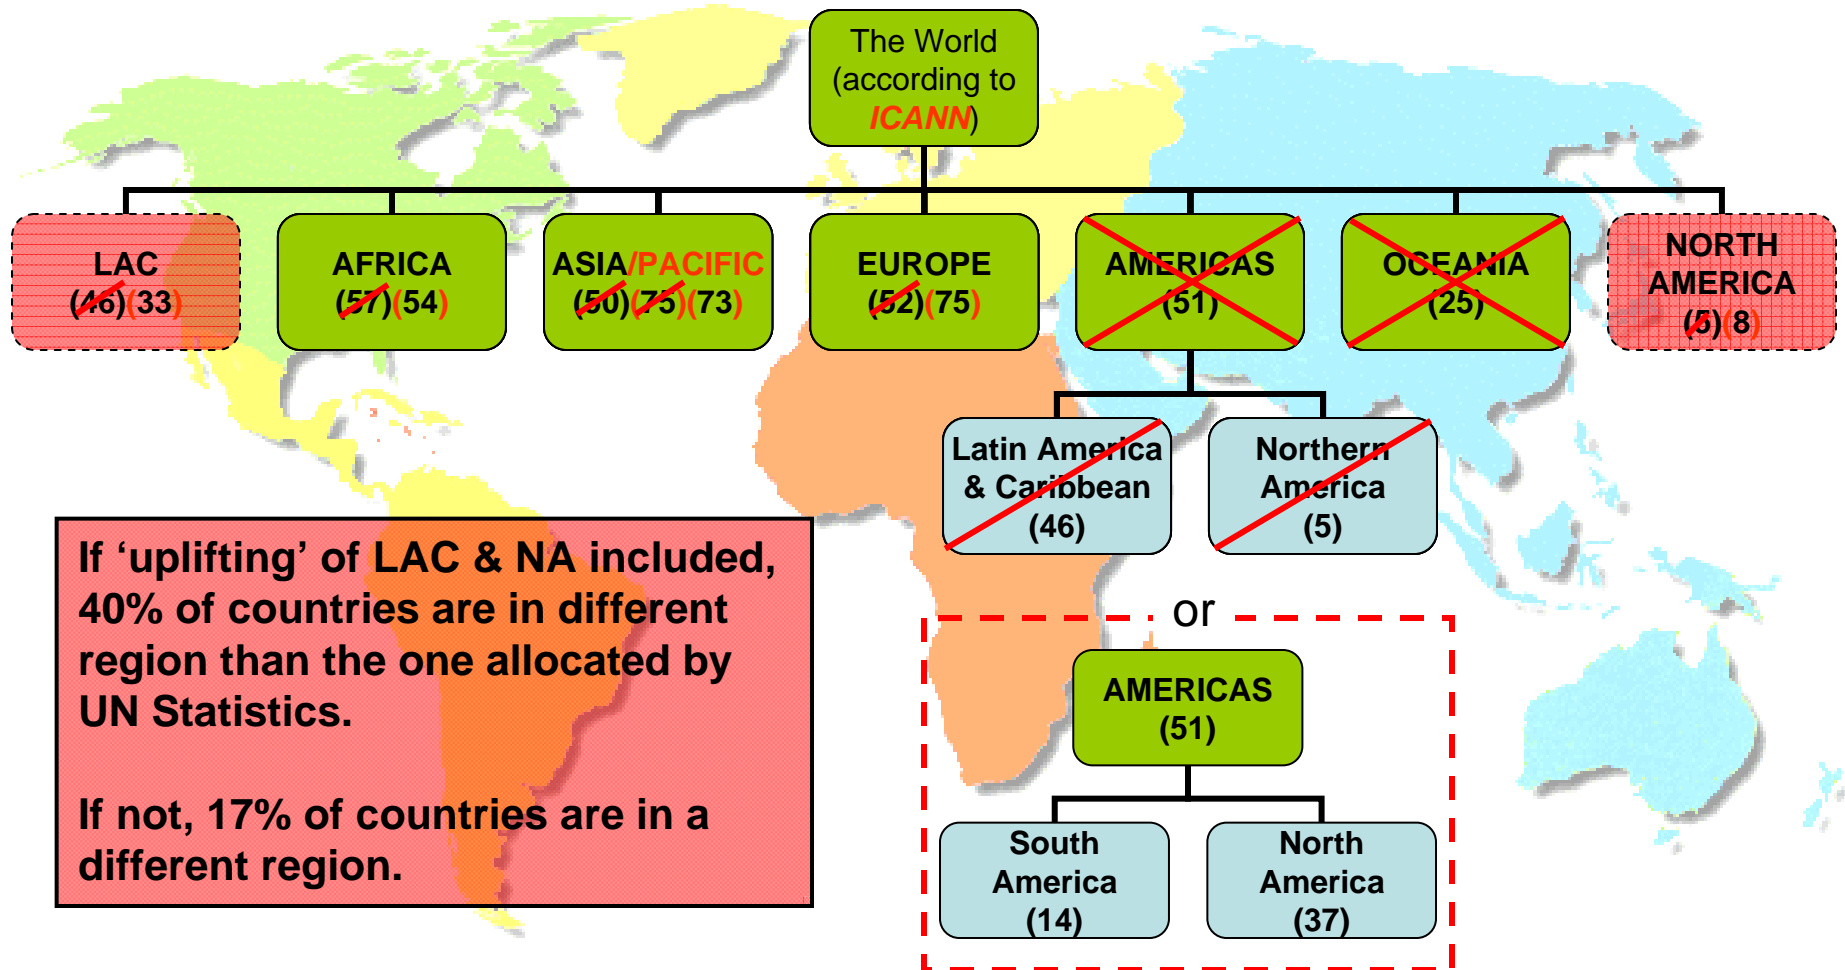 The World
(according to
ICANN)
LAC
(46)(33)
AFRICA
(57)(54)
ASIA/PACIFIC
(50)(75)(73)
EUROPE
(52)(75)
AMERICAS
(51)
OCEANIA
(25)
NORTH
AMERICA
(5)(8)
Latin America
& Caribbean
(46)
Northern
America
(5)
If ‘uplifting’ of LAC & NA included,
40% of countries are in different
region than the one allocated by
UN Statistics.
If not, 17% of countries are in a
different region.
or
AMERICAS
(51)
South
America
(14)
North
America
(37)